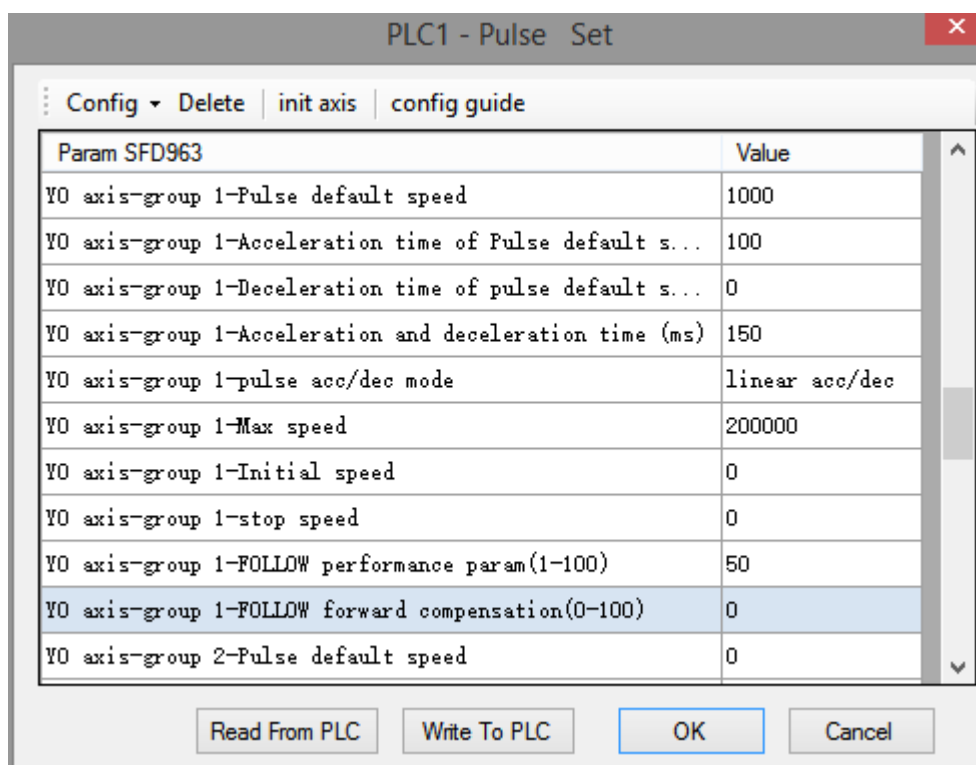 PLC1 - Pulse Set
Config Delete init axis config guide
Param SFD963 Value
Y0 axis-group 1-Pulse default speed 1000
Y0 axis-group 1-Acceleration time of Pulse default s... 100
Y0 axis-group 1-Deceleration time of pulse default s... 0
Y0 axis-group 1-Acceleration and deceleration time (ms) 150
Y0 axis-group 1-pulse acc/dec mode linear acc/dec
Y0 axis-group 1-Max speed 200000
Y0 axis-group 1-Initial speed 0
Y0 axis-group 1-stop speed 0
Y0 axis-group 1-FOLLOW performance param(1-100) 50
Y0 axis-group 1-FOLLOW forward compensation(0-100) 0
Y0 axis-group 2-Pulse default speed 0
Read From PLC Write To PLC OK Cancel